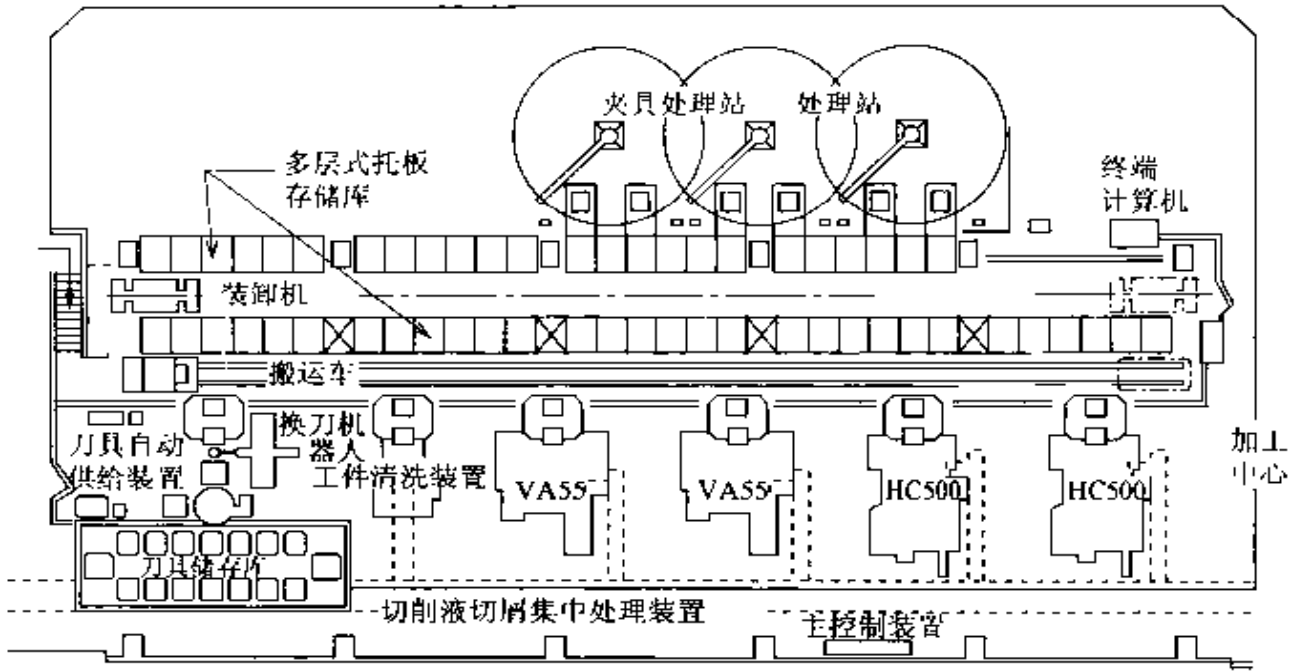 夹具处理站
处理站
多层式托板
存储库
终端
计算机
装卸机
搬运车
换刀机
器人
刀具自动
供给装置
工件清洗装置
加工
中心
VA55
VA55
HC500
HC500
刀具储存库
切削液切屑集中处理装置
主控制装置